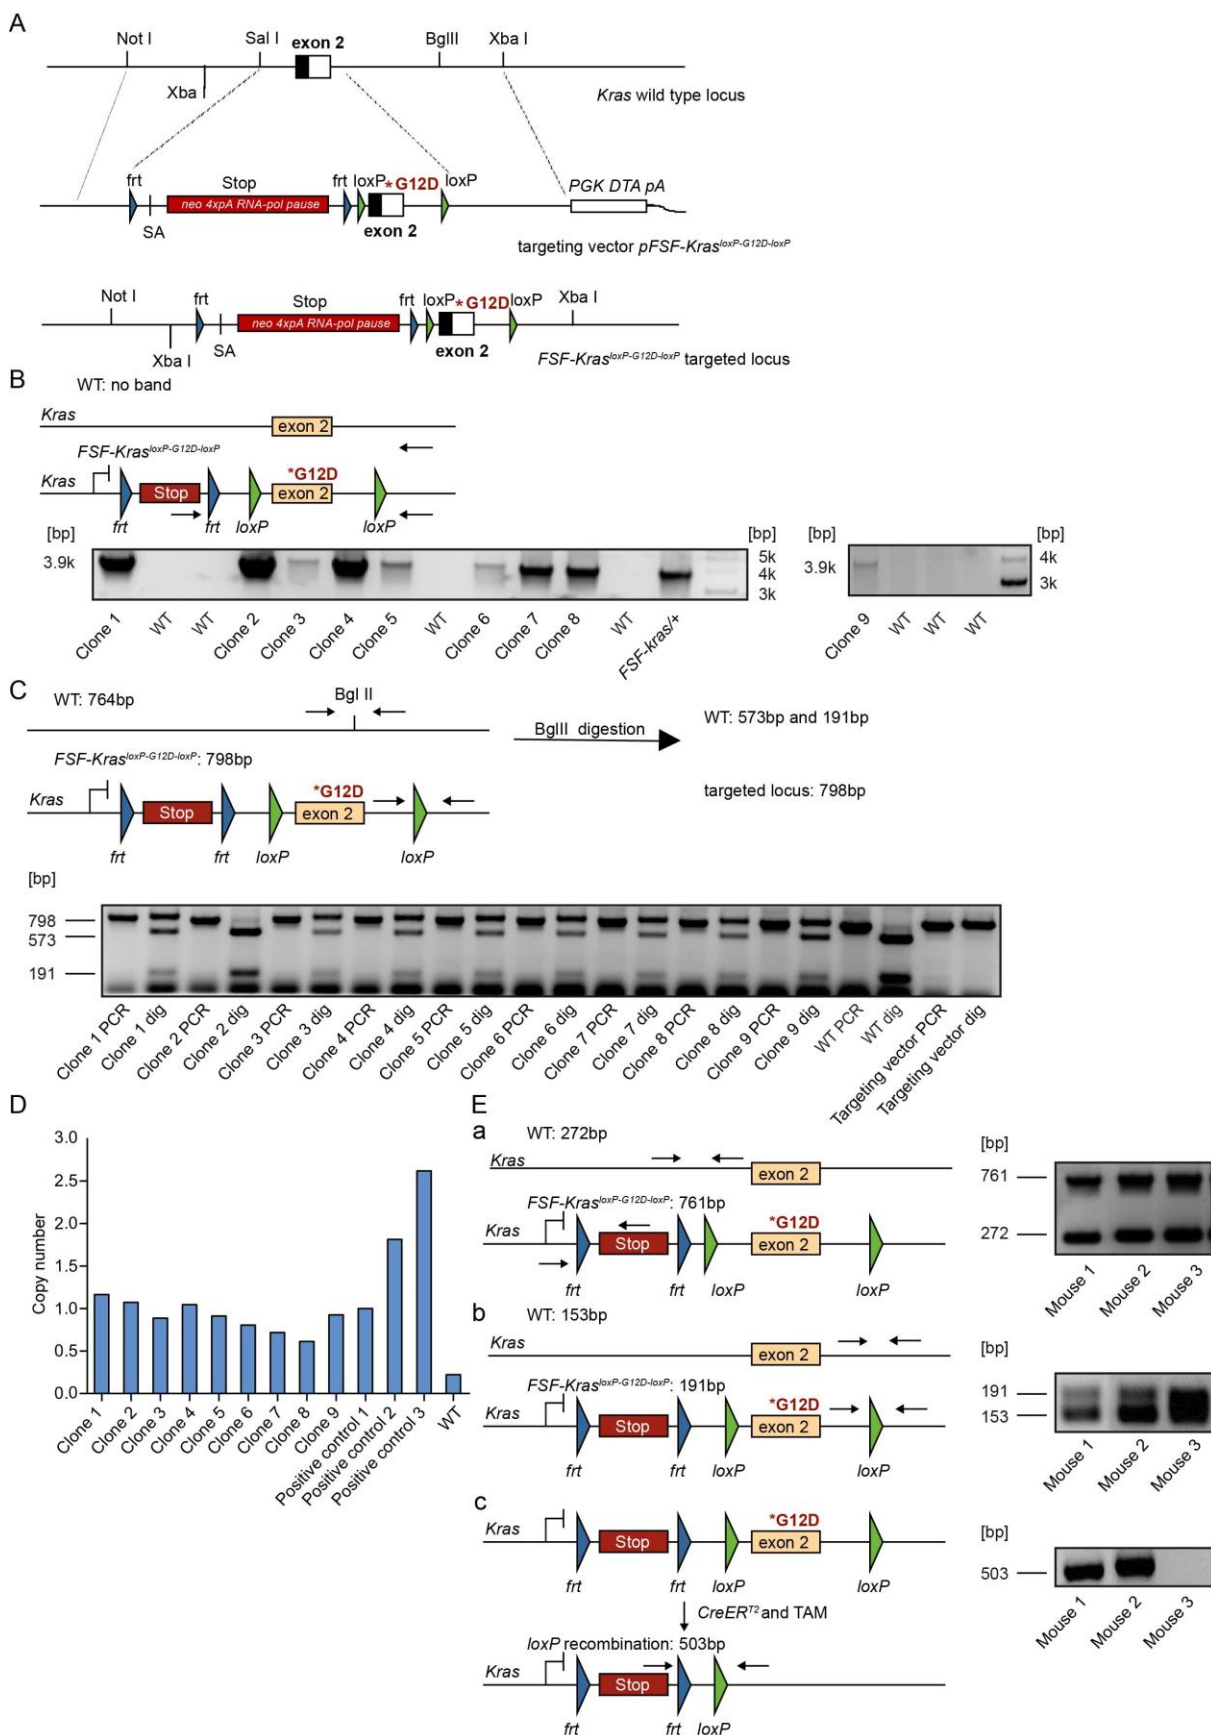 A
Not I
Sal I
exon 2
BgIII
Xba I
Xba
Kras wild type locus
frt
Stop
frt
loxP
*G12D
loxP
PGK DTA pA
neo 4xpA RNA-pol pause
SA
exon 2
targeting vector pFSF-Kras^loxP-G12D-loxP
Not I
frt
Stop
frt
loxP
*G12D
loxP
Xba I
neo 4xpA RNA-pol pause
Xba I
SA
exon 2
FSF-Kras^loxP-G12D-loxP targeted locus
B
WT: no band
Kras
exon 2
FSF-Kras^loxP-G12D-loxP
*G12D
Kras
Stop
exon 2
frt
frt
loxP
loxP
[bp]
[bp]
[bp]
[bp]
3.9k
5k
4k
3k
3.9k
4k
3k
Clone 1
WT
WT
Clone 2
Clone 3
Clone 4
Clone 5
WT
Clone 6
Clone 7
Clone 8
WT
FSF-kras/+
Clone 9
WT
WT
WT
C
WT: 764bp
Bgl II
BglII digestion
WT: 573bp and 191bp
FSF-Kras^loxP-G12D-loxP: 798bp
targeted locus: 798bp
*G12D
Kras
Stop
exon 2
frt
frt
loxP
loxP
[bp]
798
573
191
Clone 1 PCR
Clone 1 dig
Clone 2 PCR
Clone 2 dig
Clone 3 PCR
Clone 3 dig
Clone 4 PCR
Clone 4 dig
Clone 5 PCR
Clone 5 dig
Clone 6 PCR
Clone 6 dig
Clone 7 PCR
Clone 7 dig
Clone 8 PCR
Clone 8 dig
Clone 9 PCR
Clone 9 dig
WT PCR
WT dig
Targeting vector PCR
Targeting vector dig
D
Copy number
3.0
2.5
2.0
1.5
1.0
0.5
0.0
Clone 1
Clone 2
Clone 3
Clone 4
Clone 5
Clone 6
Clone 7
Clone 8
Clone 9
Positive control 1
Positive control 2
Positive control 3
WT
E
a
WT: 272bp
Kras
exon 2
FSF-Kras^loxP-G12D-loxP: 761bp
*G12D
Kras
Stop
exon 2
frt
frt
loxP
loxP
[bp]
761
272
Mouse 1
Mouse 2
Mouse 3
b
WT: 153bp
Kras
exon 2
FSF-Kras^loxP-G12D-loxP: 191bp
*G12D
Kras
Stop
exon 2
frt
frt
loxP
loxP
[bp]
191
153
Mouse 1
Mouse 2
Mouse 3
c
*G12D
Kras
Stop
exon 2
frt
frt
loxP
loxP
CreER^T2 and TAM
loxP recombination: 503bp
Kras
Stop
frt
frt
loxP
[bp]
503
Mouse 1
Mouse 2
Mouse 3